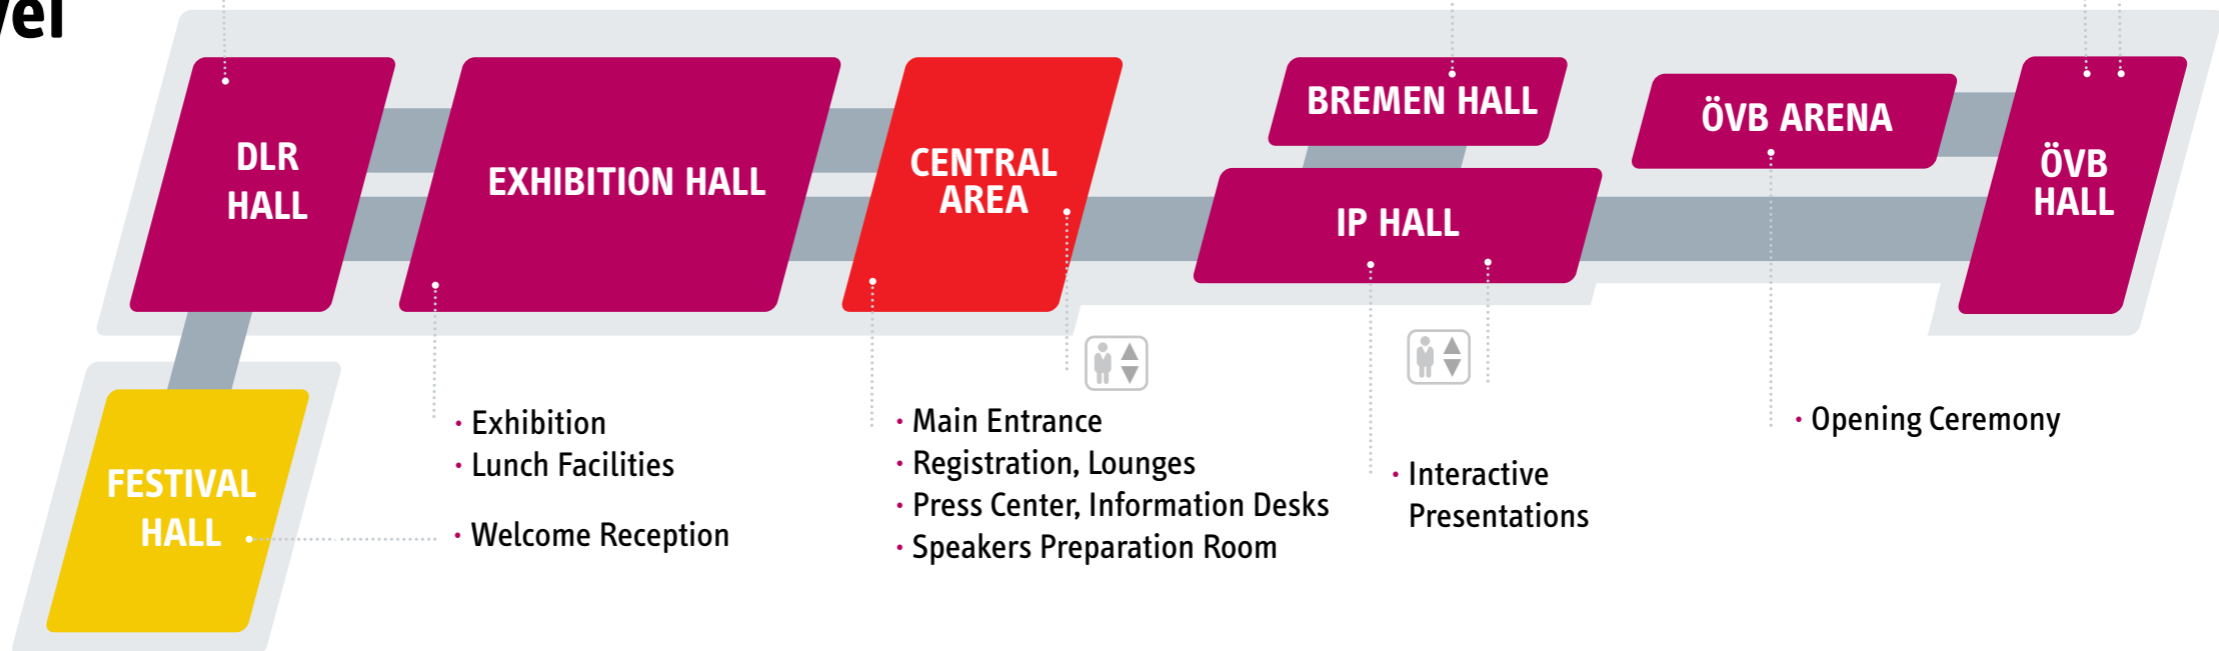 DLR
HALL
EXHIBITION HALL
CENTRAL
AREA
BREMEN HALL
IP HALL
ÖVB ARENA
ÖVB
HALL
FESTIVAL
HALL
· Exhibition
· Lunch Facilities
· Welcome Reception
· Main Entrance
· Registration, Lounges
· Press Center, Information Desks
· Speakers Preparation Room
· Interactive
Presentations
· Opening Ceremony